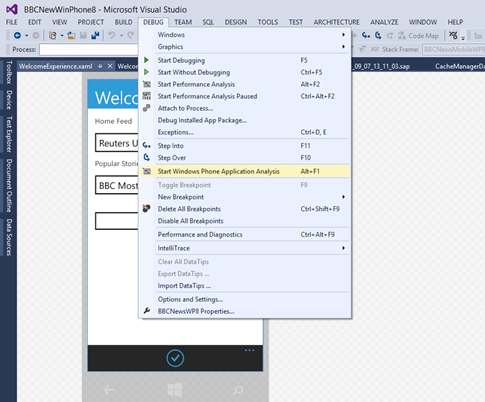 BBCNewWinPhone8 - Microsoft Visual Studio
FILE EDIT VIEW PROJECT BUILD DEBUG TEAM SQL DESIGN TOOLS TEST ARCHITECTURE ANALYZE WINDOW
Code Map
Process: Stack Frame: BBCNewsMobileWP8
WelcomeExperience.xaml Welcom _09_07_13_11_03.sap CacheManagerDa
Toolbox
Device
Test Explorer
Document Outline
Data Sources
Windows
Graphics
Start Debugging F5
Start Without Debugging Ctrl+F5
Start Performance Analysis Alt+F2
Start Performance Analysis Paused Ctrl+Alt+F2
Attach to Process...
Debug Installed App Package...
Exceptions... Ctrl+D, E
Step Into F11
Step Over F10
Start Windows Phone Application Analysis Alt+F1
Toggle Breakpoint F9
New Breakpoint
Delete All Breakpoints Ctrl+Shift+F9
Disable All Breakpoints
Performance and Diagnostics Ctrl+Alt+F9
IntelliTrace
Clear All DataTips
Export DataTips ...
Import DataTips ...
Options and Settings...
BBCNewsWP8 Properties...
Welc
Home Feed
Reuters U
Popular Storie
BBC Most